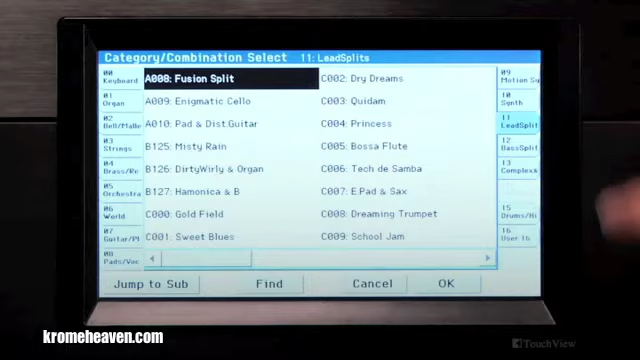 Category/Combination Select 11: LeadSplits
00 Keyboard
01 Organ
02 Bell/Malle
03 Strings
04 Brass/Re
05 Orchestra
06 World
07 Guitar/Pl
08 Pads/Voc
A008: Fusion Split
A009: Enigmatic Cello
A010: Pad & Dist.Guitar
B125: Misty Rain
B126: DirtyWirly & Organ
B127: Hamonica & B
C000: Gold Field
C001: Sweet Blues
C002: Dry Dreams
C003: Quidam
C004: Princess
C005: Bossa Flute
C006: Tech de Samba
C007: E.Pad & Sax
C008: Dreaming Trumpet
C009: School Jam
09 Motion Sy
10 Synth
11 LeadSplit
12 BassSplit
13 Complex
15 Drums/Hi
16 User 16
Jump to Sub Find Cancel OK
kromeheaven.com
TouchView